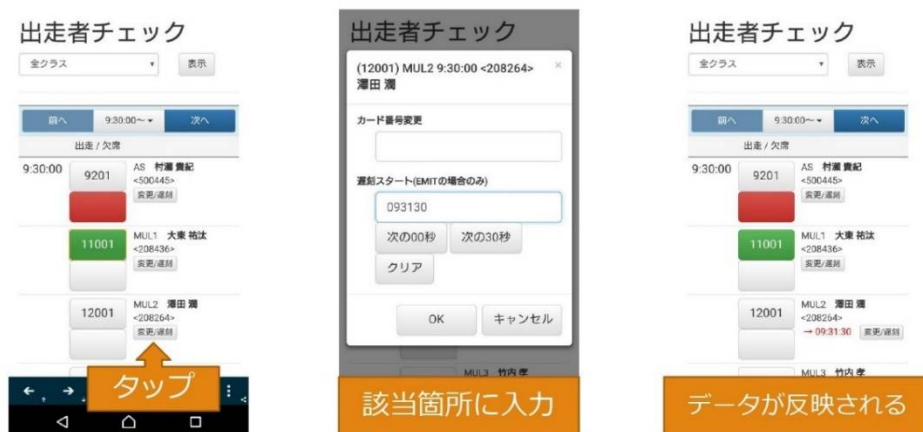 出走者チェック
全クラス
表示
前へ
9:30:00～
次へ
出走 / 欠席
9:30:00
9201
AS 村瀬 貴紀
<500445>
変更/遅刻
11001
MUL1 大東 祐汰
<208436>
変更/遅刻
12001
MUL2 澤田 潤
<208264>
変更/遅刻
タップ
出走者チェック
(12001) MUL2 9:30:00 <208264>
澤田 潤
×
カード番号変更
遅刻スタート(EMITの場合のみ)
093130
次の00秒
次の30秒
クリア
OK
キャンセル
MUL3 竹内 孝
該当箇所に入力
出走者チェック
全クラス
表示
前へ
9:30:00～
次へ
出走 / 欠席
9:30:00
9201
AS 村瀬 貴紀
<500445>
変更/遅刻
11001
MUL1 大東 祐汰
<208436>
変更/遅刻
12001
MUL2 澤田 潤
<208264>
→ 09:31:30 変更/遅刻
MUL3 竹内 孝
データが反映される